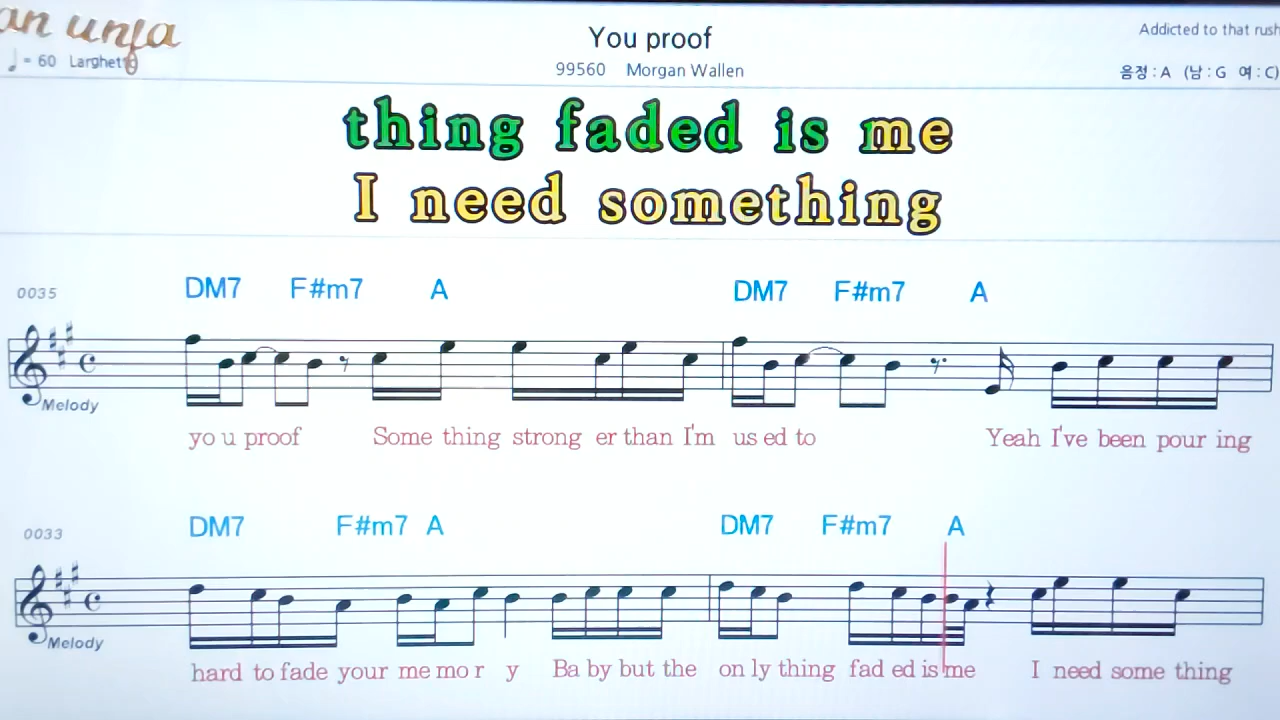 an unfa
♩ = 60 Larghetto
You proof
99560 Morgan Wallen
Addicted to that rush
음정 : A (남 : G 여 : C)
thing faded is me
I need something
0035
DM7 F#m7 A DM7 F#m7 A
Melody
yo u proof Some thing strong er than I'm us ed to Yeah I've been pour ing
0033
DM7 F#m7 A DM7 F#m7 A
Melody
hard to fade your me mo r y Ba by but the on ly thing fad ed is me I need some thing